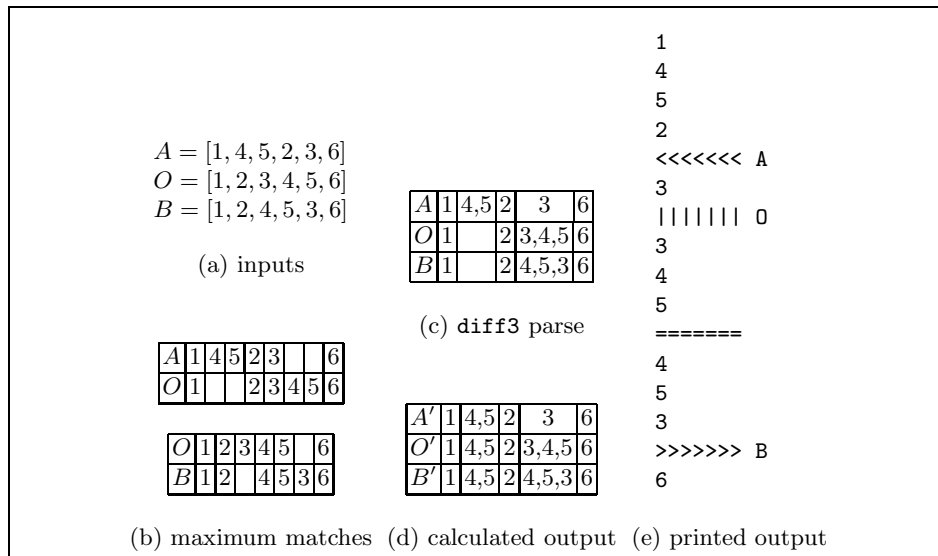 A = [1, 4, 5, 2, 3, 6]
O = [1, 2, 3, 4, 5, 6]
B = [1, 2, 4, 5, 3, 6]
(a) inputs
A 1 4 5 2 3 6
O 1 2 3 4 5 6
O 1 2 3 4 5 6
B 1 2 4 5 3 6
(b) maximum matches
A 1 4,5 2 3 6
O 1 2 3,4,5 6
B 1 2 4,5,3 6
(c) diff3 parse
A′ 1 4,5 2 3 6
O′ 1 4,5 2 3,4,5 6
B′ 1 4,5 2 4,5,3 6
(d) calculated output
1
4
5
2
<<<<<<< A
3
||||||| O
3
4
5
=======
4
5
3
>>>>>>> B
6
(e) printed output